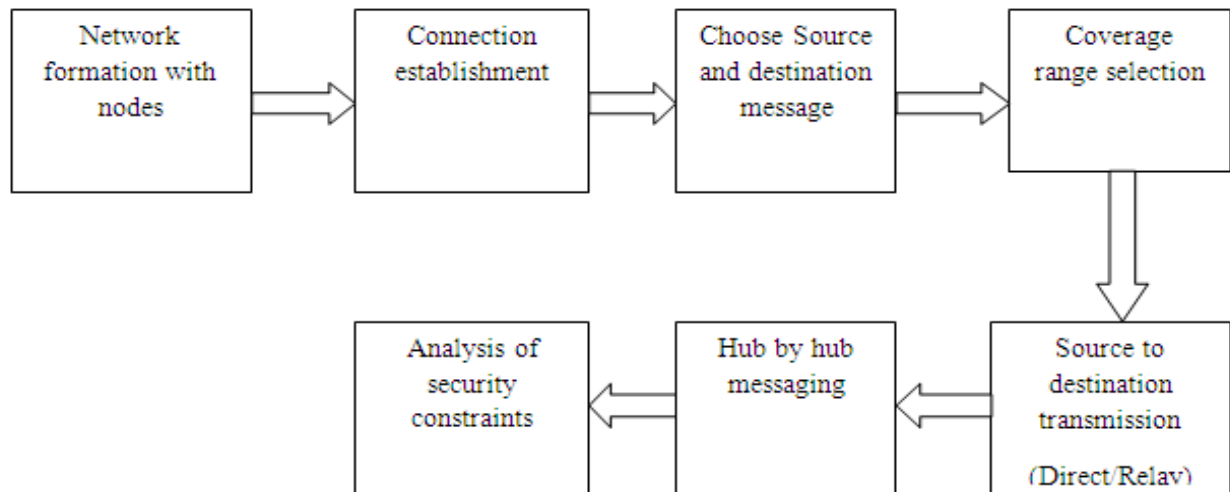 Network
formation with
nodes
Connection
establishment
Choose Source
and destination
message
Coverage
range selection
Source to
destination
transmission
(Direct/Relay)
Hub by hub
messaging
Analysis of
security
constraints